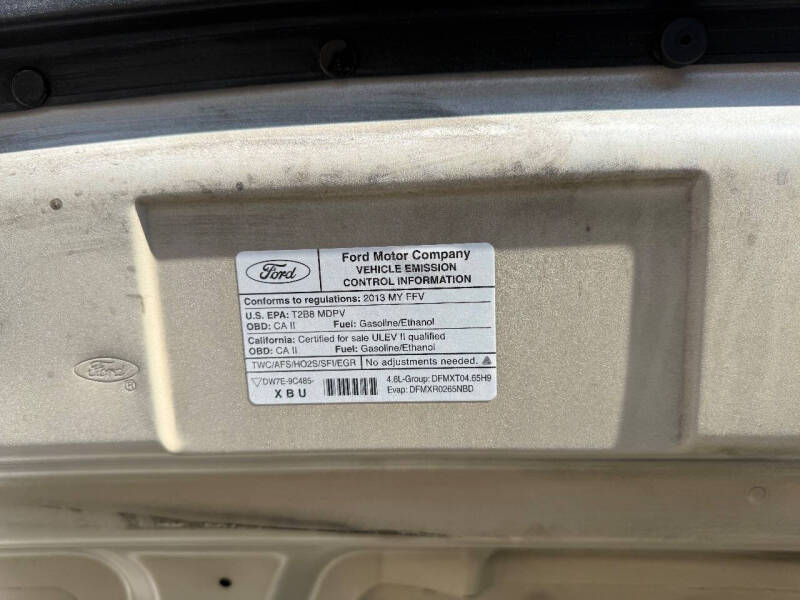 Ford
Ford Motor Company
VEHICLE EMISSION
CONTROL INFORMATION
Conforms to regulations: 2013 MY FFV
U.S. EPA: T2B8 MDPV
OBD: CA II Fuel: Gasoline/Ethanol
California: Certified for sale ULEV II qualified
OBD: CA II Fuel: Gasoline/Ethanol
TWC/AFS/HO2S/SFI/EGR No adjustments needed.
DW7E-9C485-
XBU
4.6L-Group: DFMXT04.65H9
Evap: DFMXR0265NBD
Ford ®